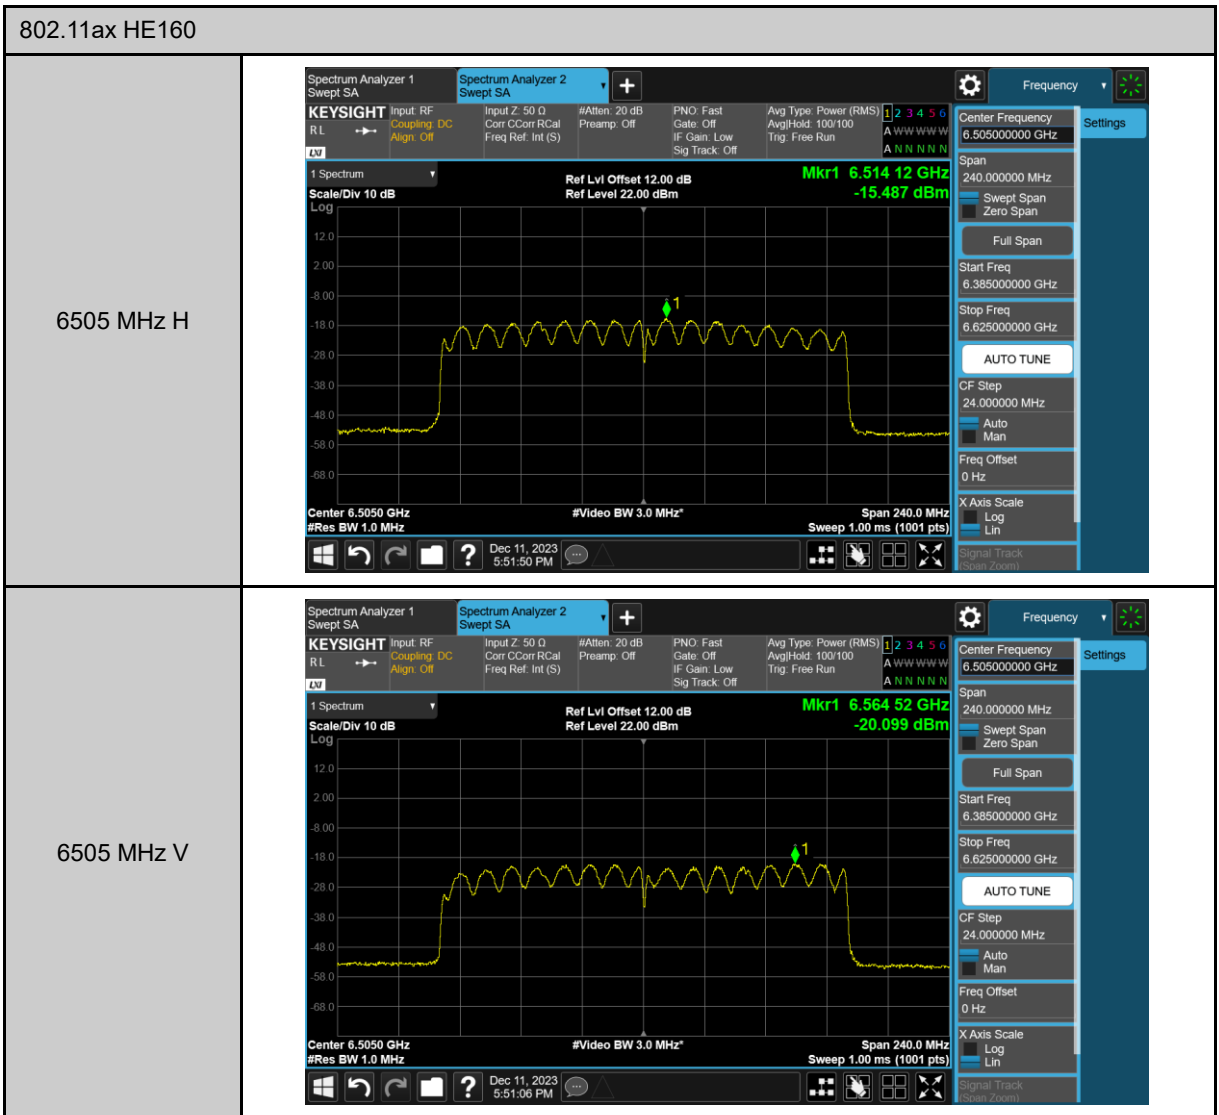 802.11ax HE160
6505 MHz H
Spectrum Analyzer 1
Swept SA
Spectrum Analyzer 2
Swept SA
Frequency
KEYSIGHT
RL
LXI
Input: RF
Coupling: DC
Align: Off
Input Z: 50 Ω
Corr CCorr RCal
Freq Ref: Int (S)
#Atten: 20 dB
Preamp: Off
PNO: Fast
Gate: Off
IF Gain: Low
Sig Track: Off
Avg Type: Power (RMS)
Avg|Hold: 100/100
Trig: Free Run
1 2 3 4 5 6
A W W W W W
A N N N N N
1 Spectrum
Scale/Div 10 dB
Log
Ref Lvl Offset 12.00 dB
Ref Level 22.00 dBm
Mkr1 6.514 12 GHz
-15.487 dBm
12.0
2.00
-8.00
-18.0
-28.0
-38.0
-48.0
-58.0
-68.0
1
Center 6.5050 GHz
#Res BW 1.0 MHz
#Video BW 3.0 MHz*
Span 240.0 MHz
Sweep 1.00 ms (1001 pts)
Dec 11, 2023
5:51:50 PM
Center Frequency
6.505000000 GHz
Settings
Span
240.000000 MHz
Swept Span
Zero Span
Full Span
Start Freq
6.385000000 GHz
Stop Freq
6.625000000 GHz
AUTO TUNE
CF Step
24.000000 MHz
Auto
Man
Freq Offset
0 Hz
X Axis Scale
Log
Lin
Signal Track
(Span Zoom)
6505 MHz V
Spectrum Analyzer 1
Swept SA
Spectrum Analyzer 2
Swept SA
Frequency
KEYSIGHT
RL
LXI
Input: RF
Coupling: DC
Align: Off
Input Z: 50 Ω
Corr CCorr RCal
Freq Ref: Int (S)
#Atten: 20 dB
Preamp: Off
PNO: Fast
Gate: Off
IF Gain: Low
Sig Track: Off
Avg Type: Power (RMS)
Avg|Hold: 100/100
Trig: Free Run
1 2 3 4 5 6
A W W W W W
A N N N N N
1 Spectrum
Scale/Div 10 dB
Log
Ref Lvl Offset 12.00 dB
Ref Level 22.00 dBm
Mkr1 6.564 52 GHz
-20.099 dBm
12.0
2.00
-8.00
-18.0
-28.0
-38.0
-48.0
-58.0
-68.0
1
Center 6.5050 GHz
#Res BW 1.0 MHz
#Video BW 3.0 MHz*
Span 240.0 MHz
Sweep 1.00 ms (1001 pts)
Dec 11, 2023
5:51:06 PM
Center Frequency
6.505000000 GHz
Settings
Span
240.000000 MHz
Swept Span
Zero Span
Full Span
Start Freq
6.385000000 GHz
Stop Freq
6.625000000 GHz
AUTO TUNE
CF Step
24.000000 MHz
Auto
Man
Freq Offset
0 Hz
X Axis Scale
Log
Lin
Signal Track
(Span Zoom)